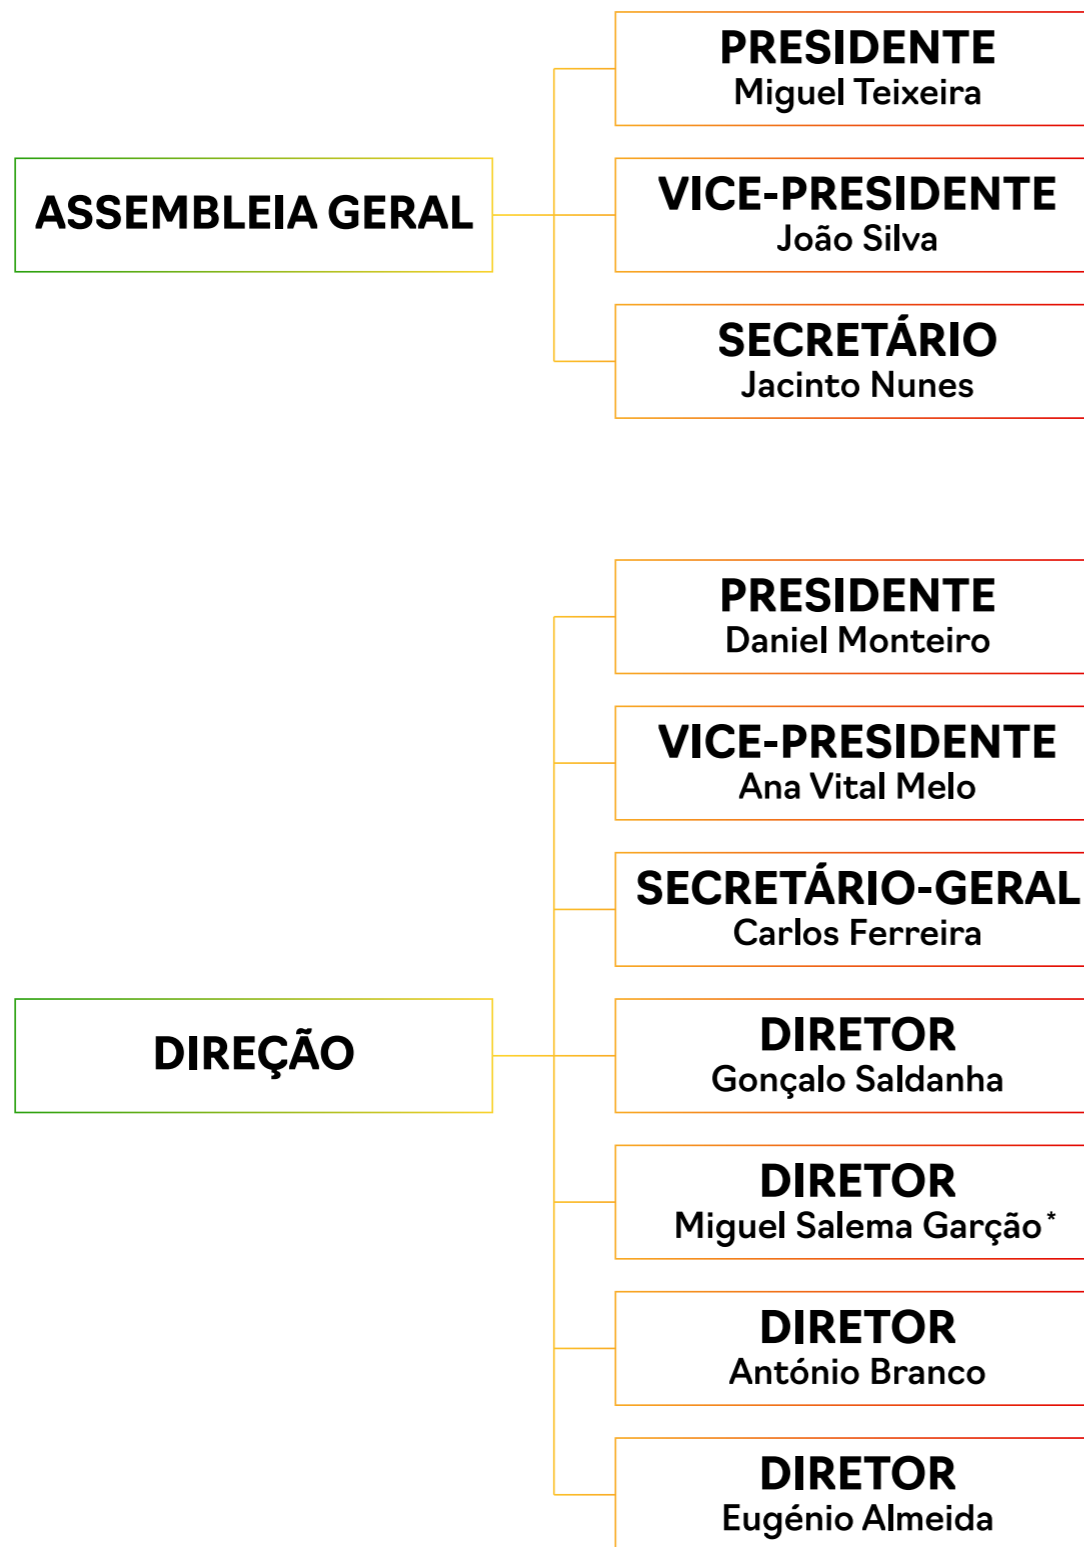 PRESIDENTE
Miguel Teixeira
ASSEMBLEIA GERAL
VICE-PRESIDENTE
João Silva
SECRETÁRIO
Jacinto Nunes
PRESIDENTE
Daniel Monteiro
VICE-PRESIDENTE
Ana Vital Melo
SECRETÁRIO-GERAL
Carlos Ferreira
DIREÇÃO
DIRETOR
Gonçalo Saldanha
DIRETOR
Miguel Salema Garção*
DIRETOR
António Branco
DIRETOR
Eugénio Almeida